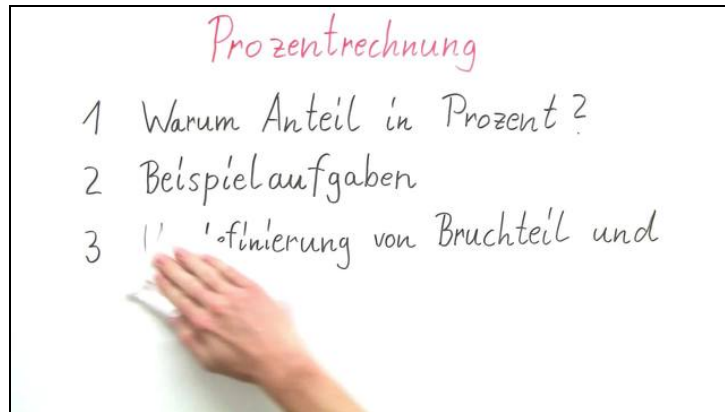 Prozentrechnung
1 Warum Anteil in Prozent?
2 Beispielaufgaben
3 von Bruchteil und